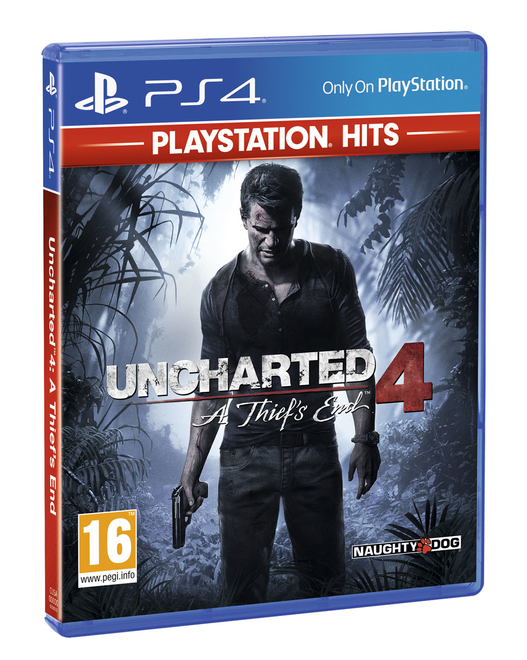 PS4
Only On PlayStation
PLAYSTATION HITS
UNCHARTED 4
A Thief's End
16
www.pegi.info
NAUGHTY DOG
PS4
Uncharted 4: A Thief's End